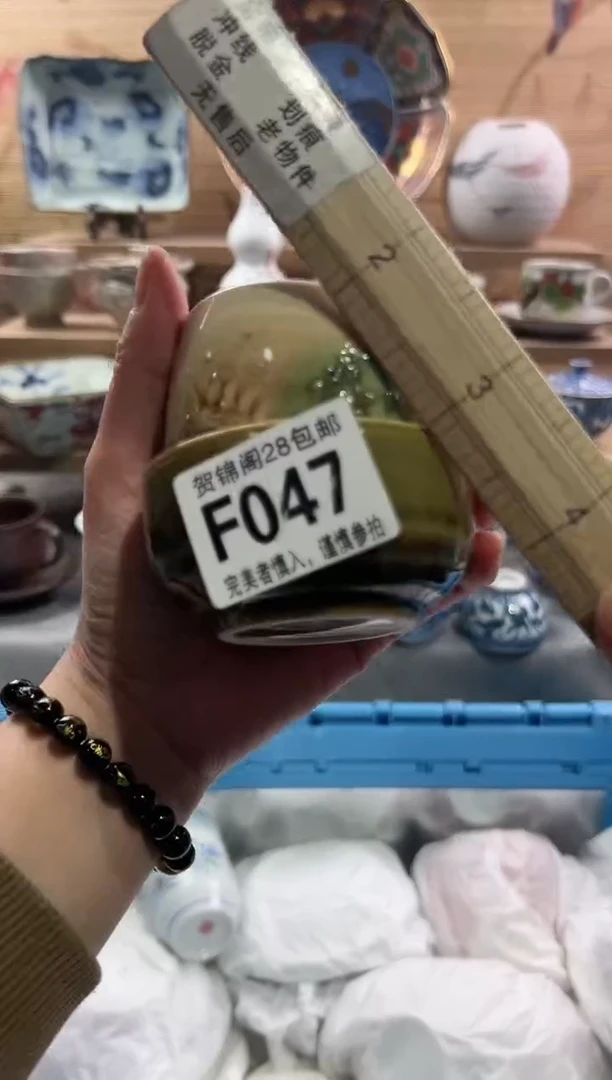 冲线 划痕
脱金 老物件
无售后
2
3
4
贺锦阁28包邮
F047
完美者慎入，谨慎参拍